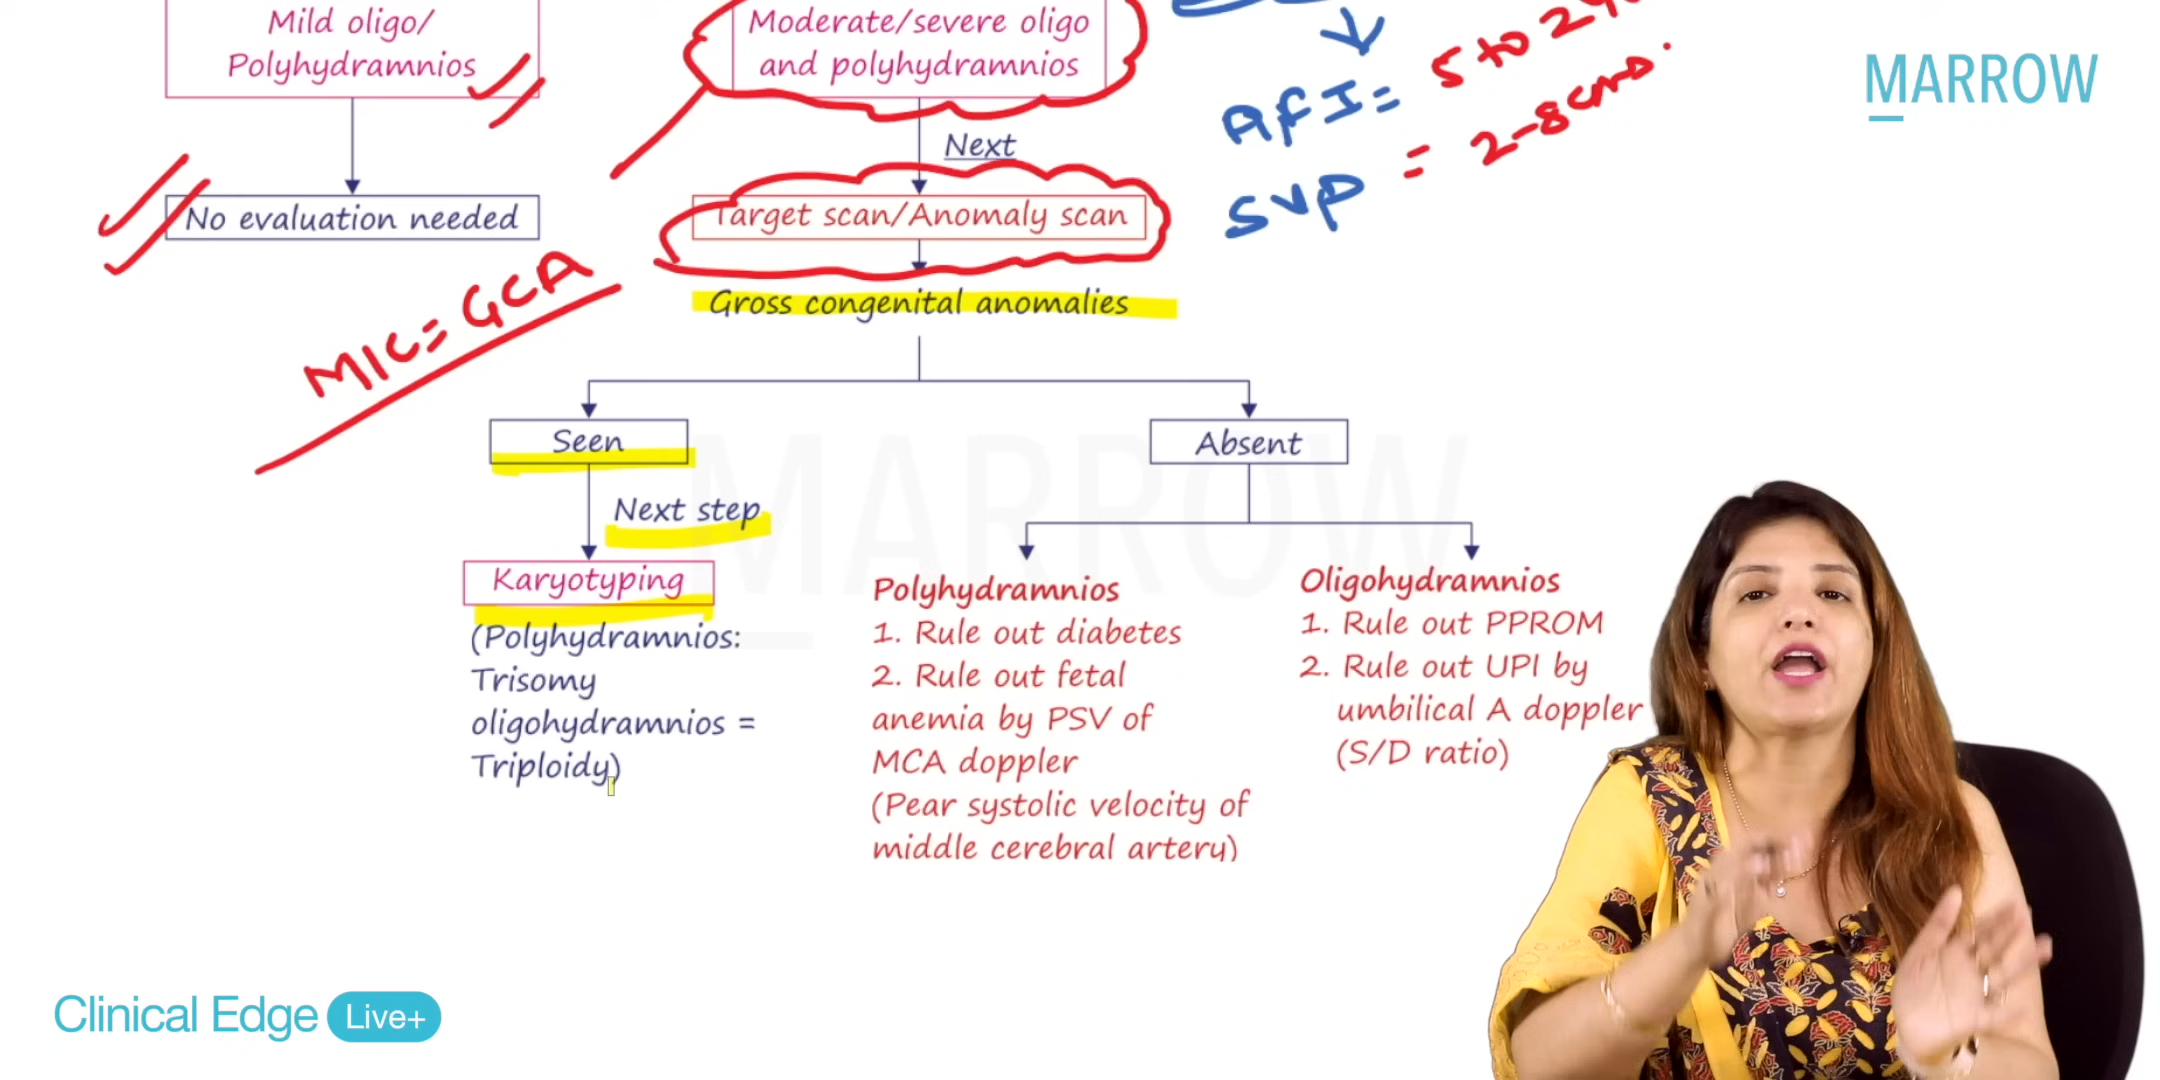 Mild oligo/
Polyhydramnios
Moderate/severe oligo
and polyhydramnios
AFI = 5 to 24
SVP = 2-8cms.
MARROW
Next
No evaluation needed
Target scan/Anomaly scan
MIC = GCA
Gross congenital anomalies
Seen
Absent
MARROW
Next step
Karyotyping
(Polyhydramnios:
Trisomy
oligohydramnios =
Triploidy)
Polyhydramnios
1. Rule out diabetes
2. Rule out fetal
anemia by PSV of
MCA doppler
(Pear systolic velocity of
middle cerebral artery)
Oligohydramnios
1. Rule out PPROM
2. Rule out UPI by
umbilical A doppler
(S/D ratio)
Clinical Edge Live+